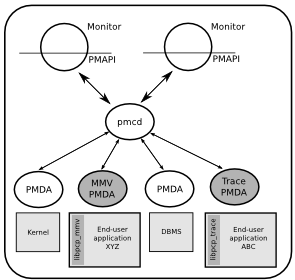 Monitor
Monitor
PMAPI
PMAPI
pmcd
PMDA
MMV
PMDA
PMDA
Trace
PMDA
Kernel
libpcp_mmv
End-user
application
XYZ
DBMS
libpcp_trace
End-user
application
ABC